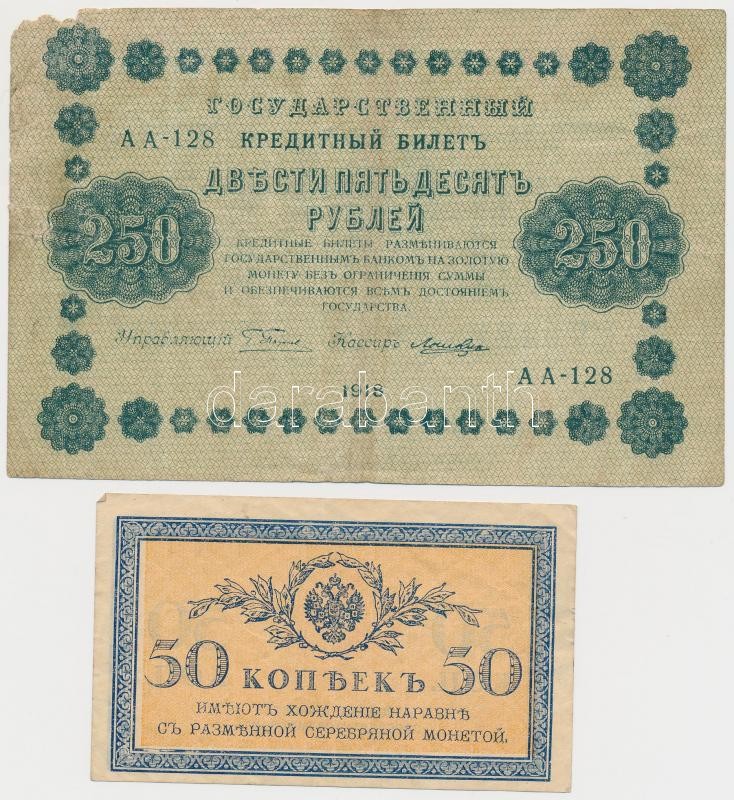 ГОСУДАРСТВЕННЫЙ
АА-128 КРЕДИТНЫЙ БИЛЕТЪ
ДВѢСТИ ПЯТЬДЕСЯТЪ
РУБЛЕЙ
250 250
КРЕДИТНЫЕ БИЛЕТЫ РАЗМѢНИВАЮТСЯ
ГОСУДАРСТВЕННЫМЪ БАНКОМЪ НА ЗОЛОТУЮ
МОНЕТУ БЕЗЪ ОГРАНИЧЕНІЯ СУММЫ
И ОБЕЗПЕЧИВАЮТСЯ ВСѢМЪ ДОСТОЯНІЕМЪ
ГОСУДАРСТВА.
Управляющій Кассиръ
АА-128
1918
darabanth
50 КОПѢЕКЪ 50
ИМѢЮТЪ ХОЖДЕНІЕ НАРАВНѢ
СЪ РАЗМѢННОЙ СЕРЕБРЯНОЙ МОНЕТОЙ.